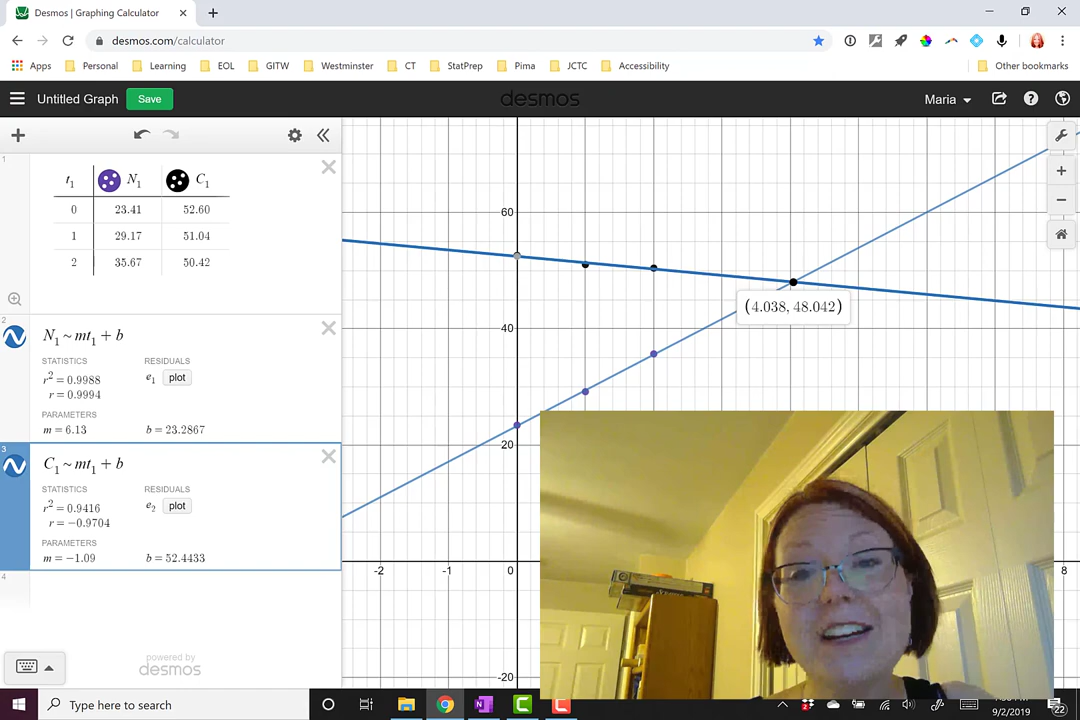 Desmos | Graphing Calculator
desmos.com/calculator
Apps Personal Learning EOL GITW Westminster CT StatPrep Pima JCTC Accessibility Other bookmarks
Untitled Graph Save desmos Maria
1
t₁ N₁ C₁
0 23.41 52.60
1 29.17 51.04
2 35.67 50.42
2
N₁ ~ mt₁ + b
STATISTICS RESIDUALS
r² = 0.9988 e₁ plot
r = 0.9994
PARAMETERS
m = 6.13 b = 23.2867
3
C₁ ~ mt₁ + b
STATISTICS RESIDUALS
r² = 0.9416 e₂ plot
r = −0.9704
PARAMETERS
m = −1.09 b = 52.4433
4
powered by
desmos
60
(4.038, 48.042)
40
20
-2 -1 0 8
-20
Type here to search
9/2/2019
22